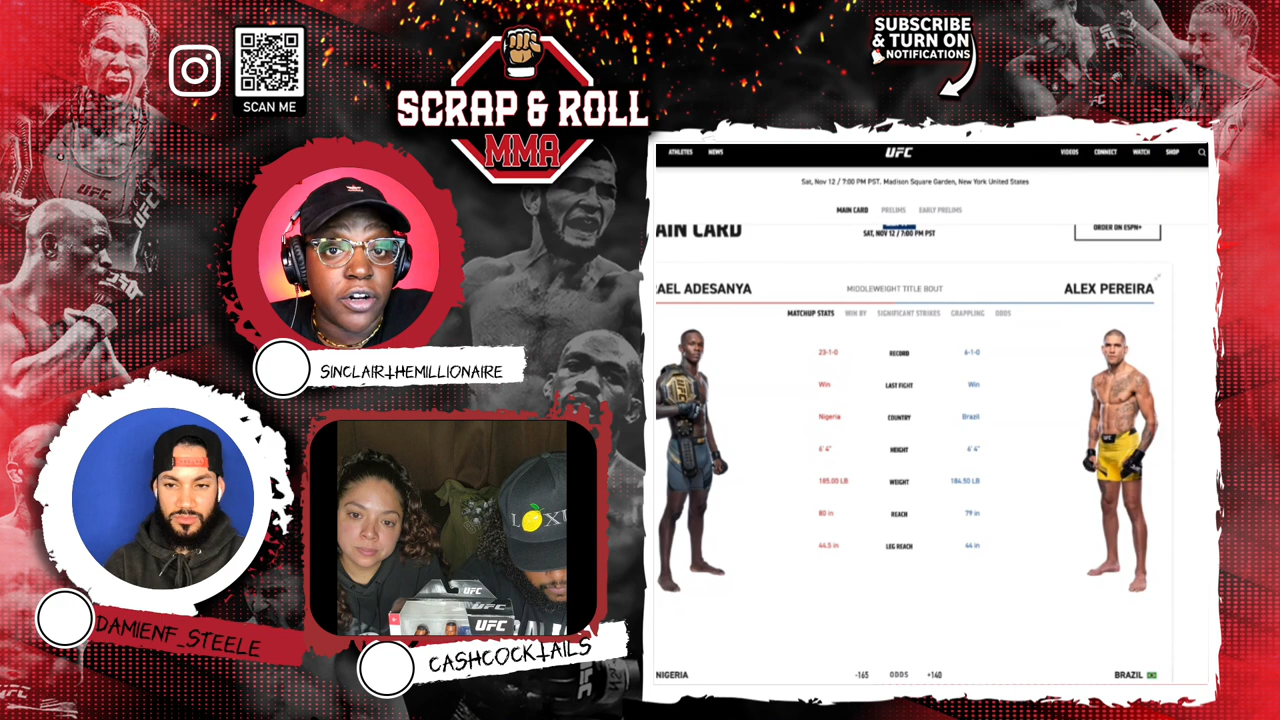 SCAN ME
SCRAP & ROLL
MMA
SUBSCRIBE
& TURN ON
NOTIFICATIONS
SINCLAIRTHEMILLIONAIRE
DAMIENF_STEELE
CASHCOCKTAILS
UFC
UFC
UFC
ATHLETES NEWS UFC VIDEOS CONNECT WATCH SHOP
Sat, Nov 12 / 7:00 PM PST. Madison Square Garden, New York United States
MAIN CARD PRELIMS EARLY PRELIMS
AIN CARD SAT, NOV 12 / 7:00 PM PST ORDER ON ESPN+
AEL ADESANYA MIDDLEWEIGHT TITLE BOUT ALEX PEREIRA
MATCHUP STATS WIN BY SIGNIFICANT STRIKES GRAPPLING ODDS
23-1-0 RECORD 6-1-0
Win LAST FIGHT Win
Nigeria COUNTRY Brazil
6' 4" HEIGHT 6' 4"
185.00 LB WEIGHT 184.50 LB
80 in REACH 79 in
44.5 in LEG REACH 44 in
NIGERIA -165 ODDS +140 BRAZIL